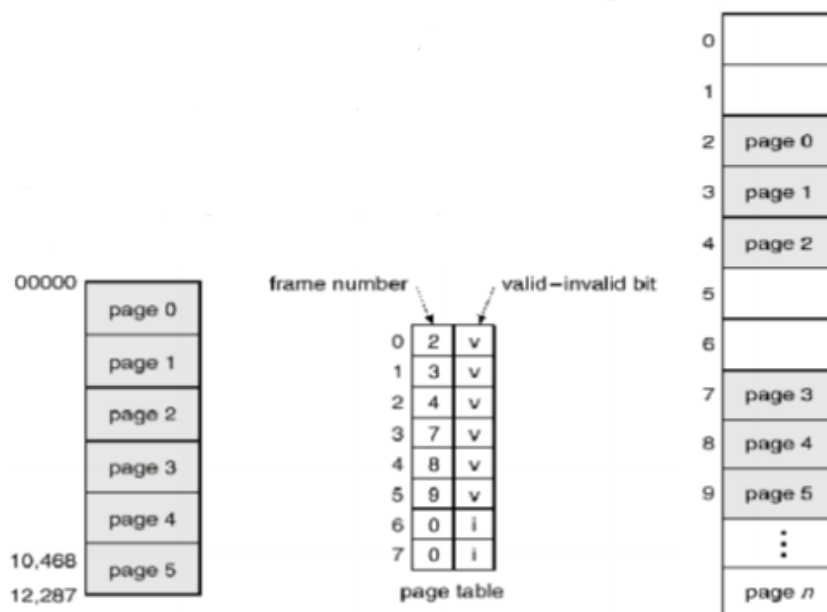 00000
page 0
page 1
page 2
page 3
page 4
10,468
page 5
12,287
frame number
valid–invalid bit
0 2 v
1 3 v
2 4 v
3 7 v
4 8 v
5 9 v
6 0 i
7 0 i
page table
0
1
2 page 0
3 page 1
4 page 2
5
6
7 page 3
8 page 4
9 page 5
⋮
page n